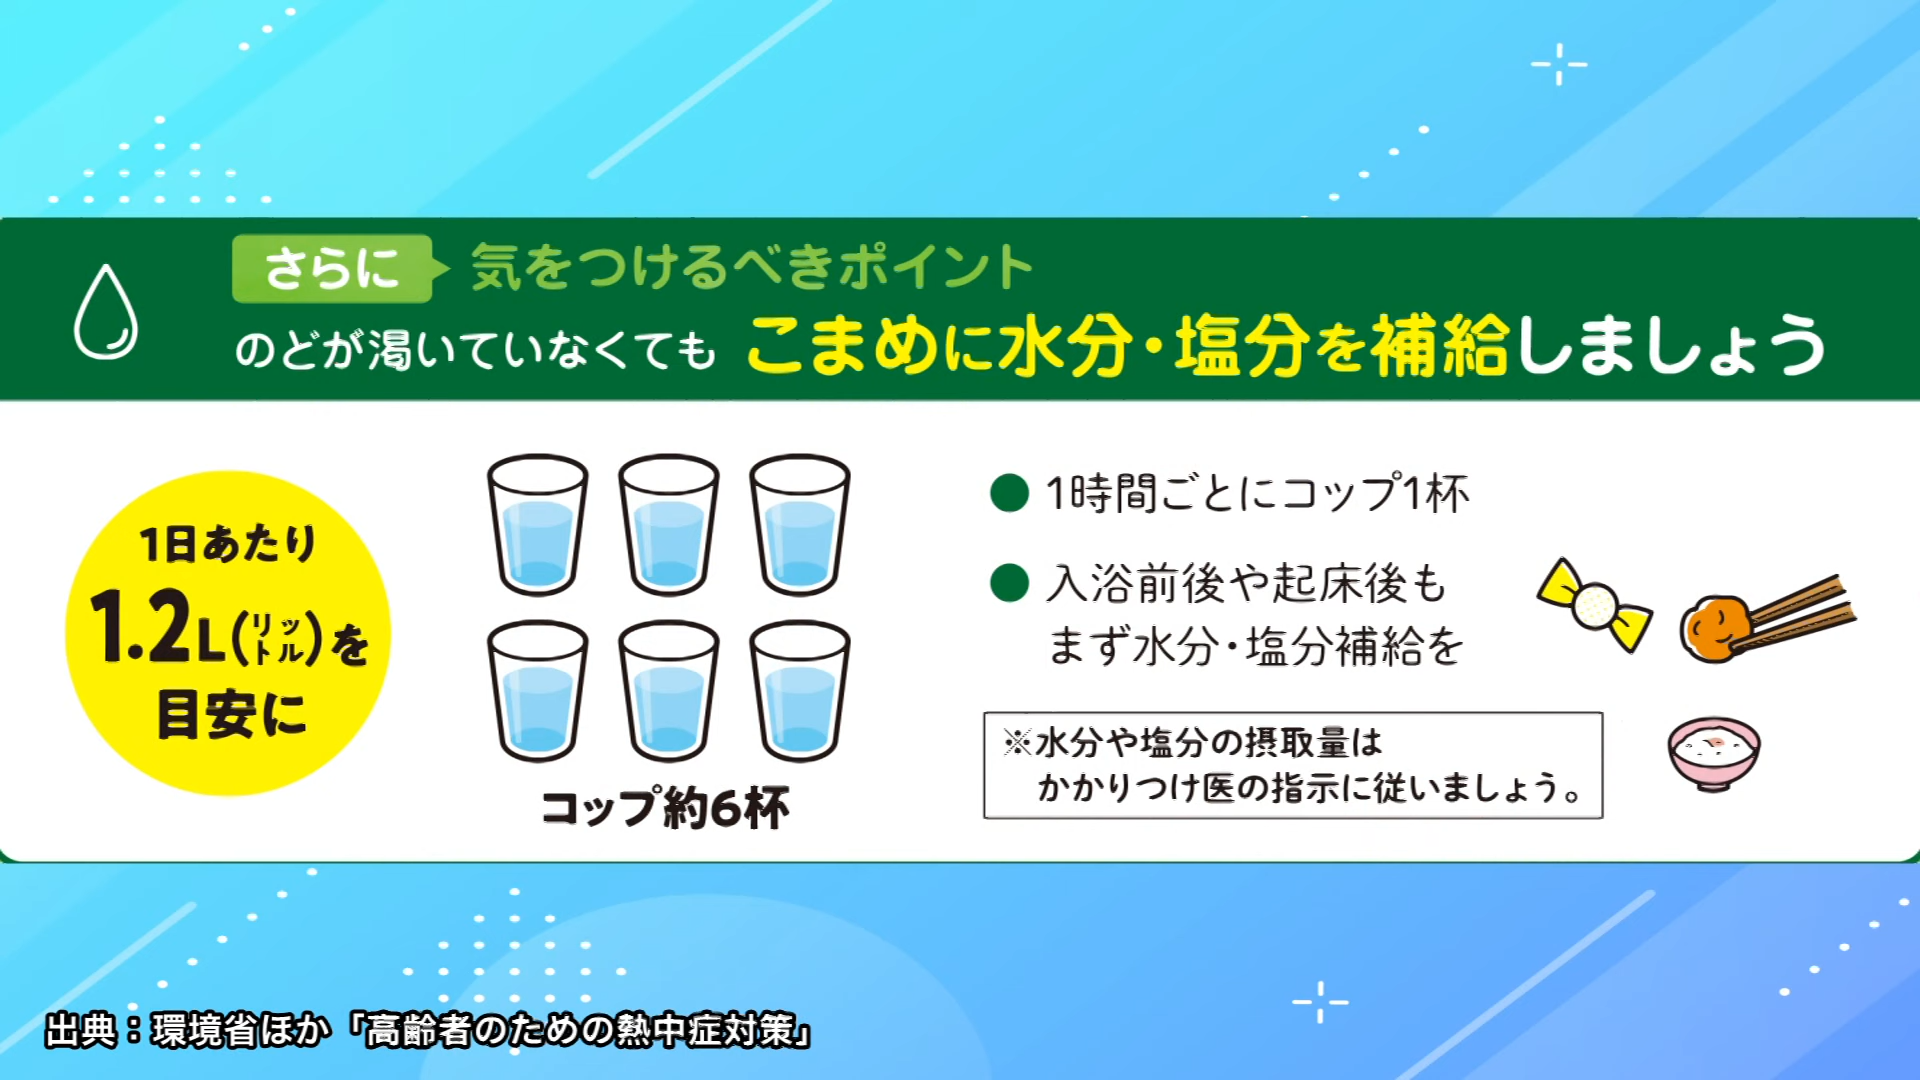 さらに 気をつけるべきポイント
のどが渇いていなくても こまめに水分・塩分を補給しましょう
1日あたり
1.2L(リットル)を
目安に
コップ約6杯
● 1時間ごとにコップ1杯
● 入浴前後や起床後も
まず水分・塩分補給を
※水分や塩分の摂取量は
かかりつけ医の指示に従いましょう。
出典：環境省ほか「高齢者のための熱中症対策」